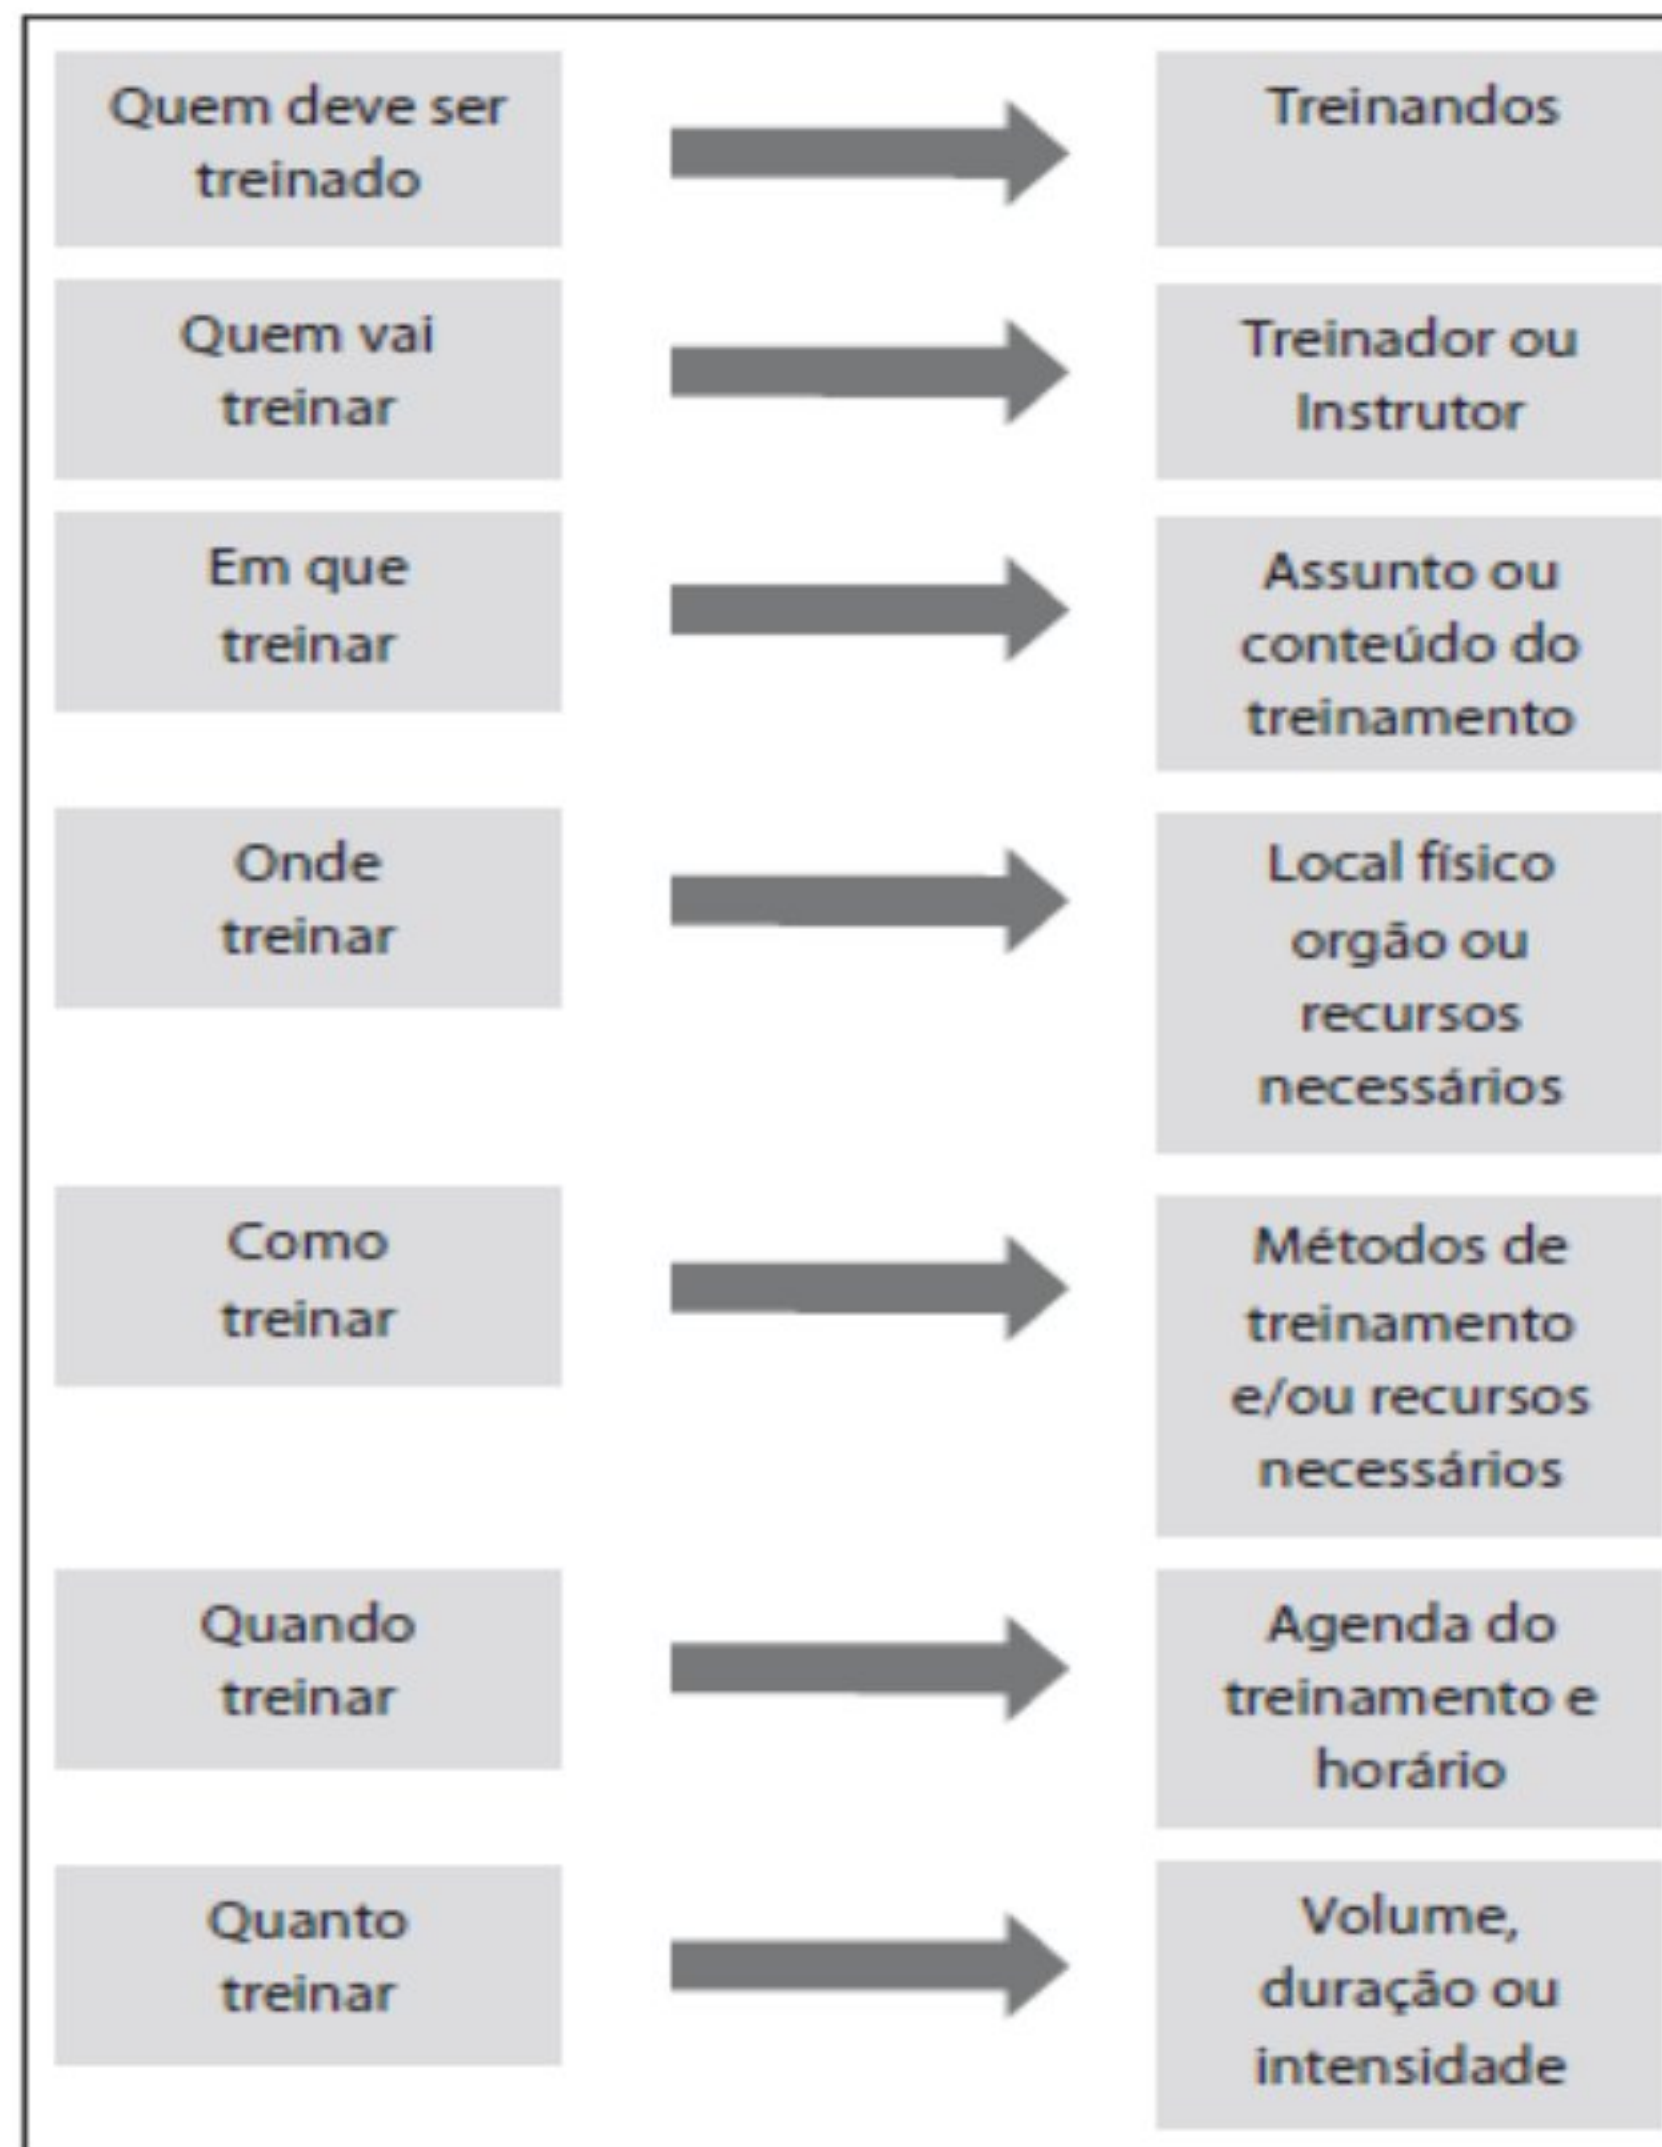 Quem deve ser
treinado
Treinandos
Quem vai
treinar
Treinador ou
Instrutor
Em que
treinar
Assunto ou
conteúdo do
treinamento
Onde
treinar
Local físico
orgão ou
recursos
necessários
Como
treinar
Métodos de
treinamento
e/ou recursos
necessários
Quando
treinar
Agenda do
treinamento e
horário
Quanto
treinar
Volume,
duração ou
intensidade